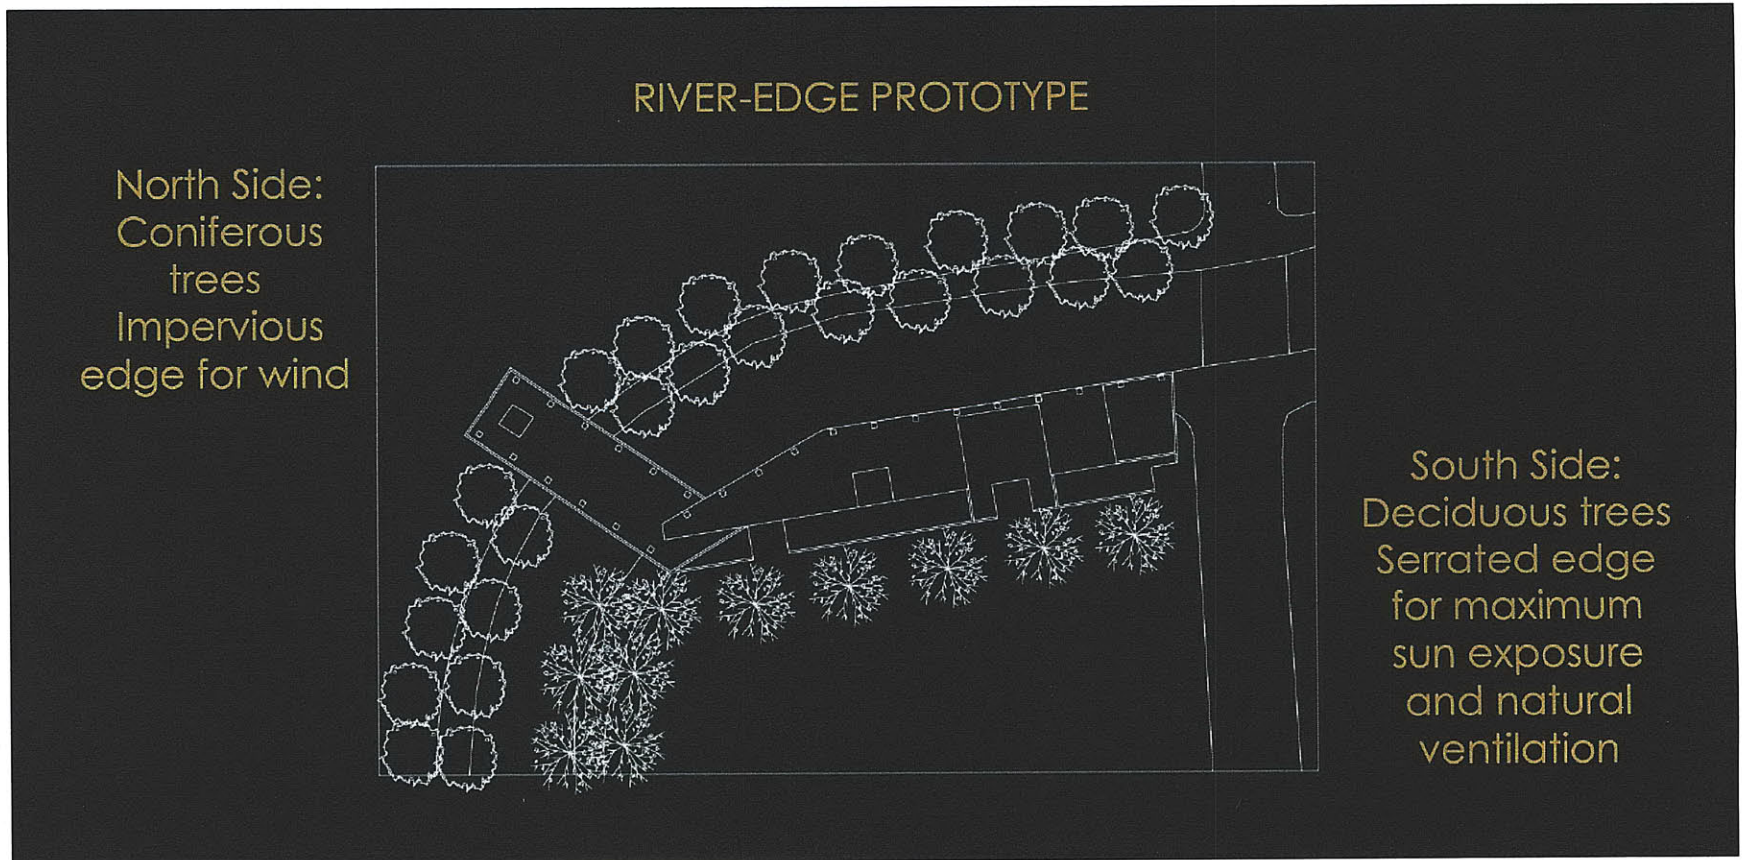 RIVER-EDGE PROTOTYPE
North Side:
Coniferous
trees
Impervious
edge for wind
South Side:
Deciduous trees
Serrated edge
for maximum
sun exposure
and natural
ventilation